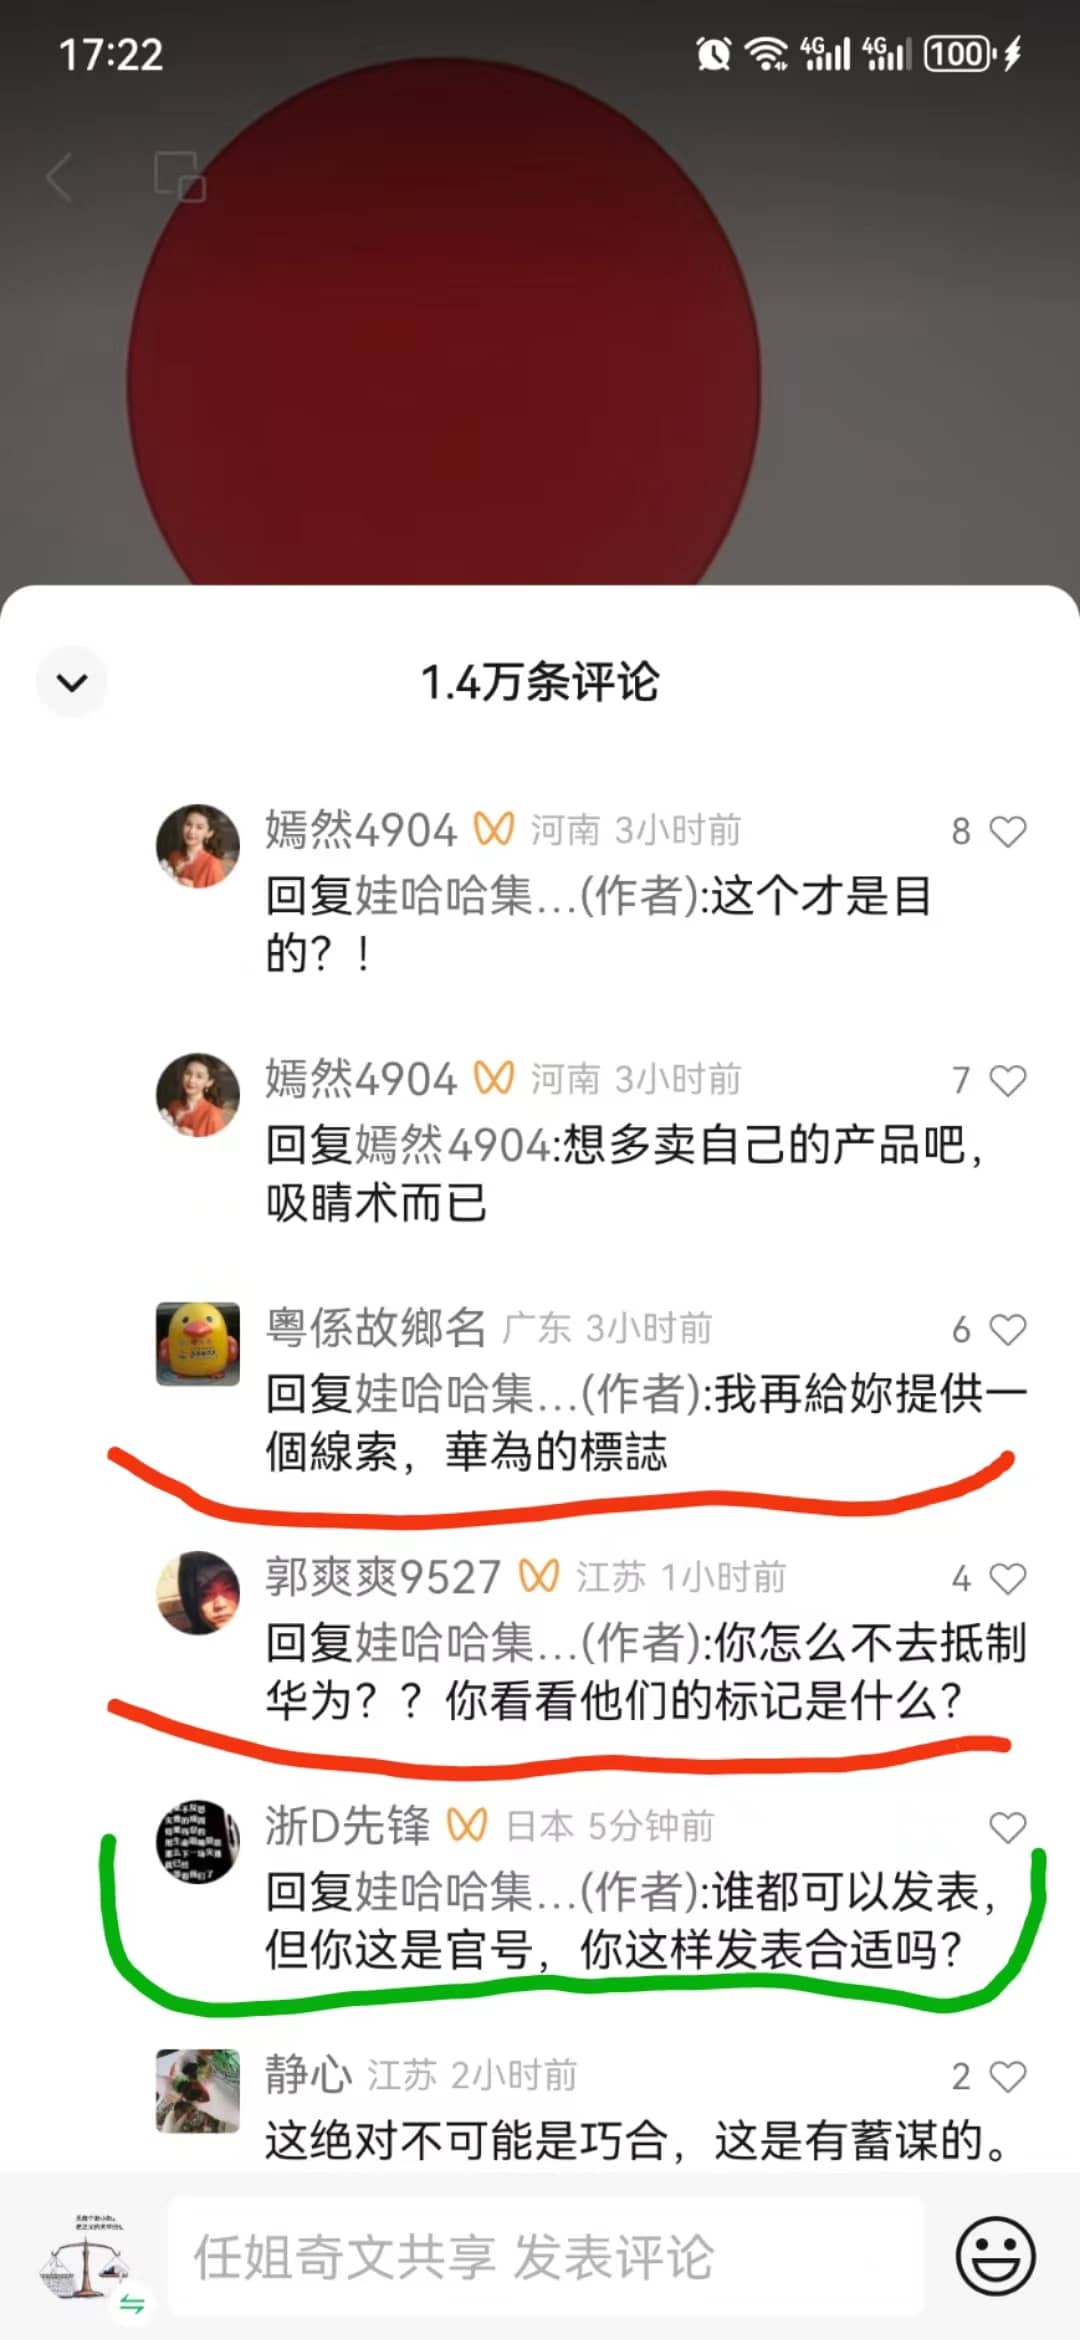 17:22
4G 4G 100
1.4万条评论
嫣然4904 河南 3小时前 8
回复娃哈哈集...(作者):这个才是目
的？！
嫣然4904 河南 3小时前 7
回复嫣然4904:想多卖自己的产品吧，
吸睛术而已
粤係故鄉名 广东 3小时前 6
回复娃哈哈集...(作者):我再給妳提供一
個線索，華為的標誌
郭爽爽9527 江苏 1小时前 4
回复娃哈哈集...(作者):你怎么不去抵制
华为？？你看看他们的标记是什么？
浙D先锋 日本 5分钟前
回复娃哈哈集...(作者):谁都可以发表，
但你这是官号，你这样发表合适吗？
静心 江苏 2小时前 2
这绝对不可能是巧合，这是有蓄谋的。
任姐奇文共享 发表评论